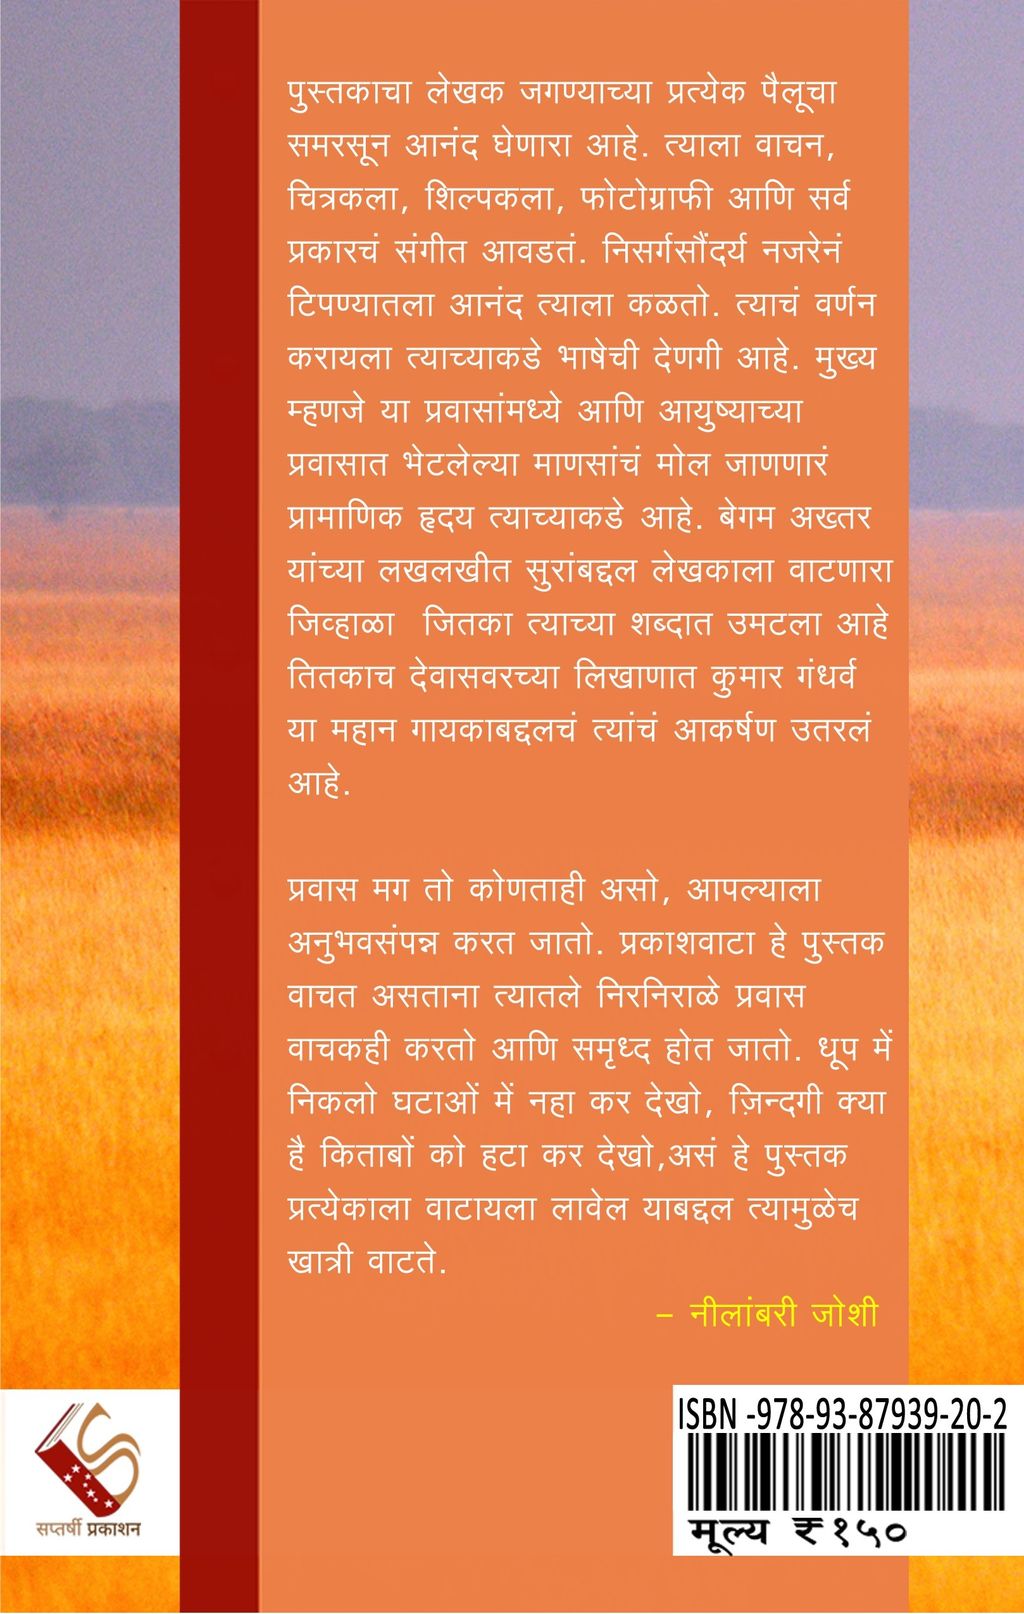 पुस्तकाचा लेखक जगण्याच्या प्रत्येक पैलूचा
समरसून आनंद घेणारा आहे. त्याला वाचन,
चित्रकला, शिल्पकला, फोटोग्राफी आणि सर्व
प्रकारचं संगीत आवडतं. निसर्गसौंदर्य नजरेनं
टिपण्यातला आनंद त्याला कळतो. त्याचं वर्णन
करायला त्याच्याकडे भाषेची देणगी आहे. मुख्य
म्हणजे या प्रवासांमध्ये आणि आयुष्याच्या
प्रवासात भेटलेल्या माणसांचं मोल जाणणारं
प्रामाणिक हृदय त्याच्याकडे आहे. बेगम अख्तर
यांच्या लखलखीत सुरांबद्दल लेखकाला वाटणारा
जिव्हाळा जितका त्याच्या शब्दात उमटला आहे
तितकाच देवासवरच्या लिखाणात कुमार गंधर्व
या महान गायकाबद्दलचं त्यांचं आकर्षण उतरलं
आहे.
प्रवास मग तो कोणताही असो, आपल्याला
अनुभवसंपन्न करत जातो. प्रकाशवाटा हे पुस्तक
वाचत असताना त्यातले निरनिराळे प्रवास
वाचकही करतो आणि समृध्द होत जातो. धूप में
निकलो घटाओं में नहा कर देखो, ज़िन्दगी क्या
है किताबों को हटा कर देखो,असं हे पुस्तक
प्रत्येकाला वाटायला लावेल याबद्दल त्यामुळेच
खात्री वाटते.
– नीलांबरी जोशी
ISBN -978-93-87939-20-2
मूल्य ₹ १५०
सप्तर्षी प्रकाशन